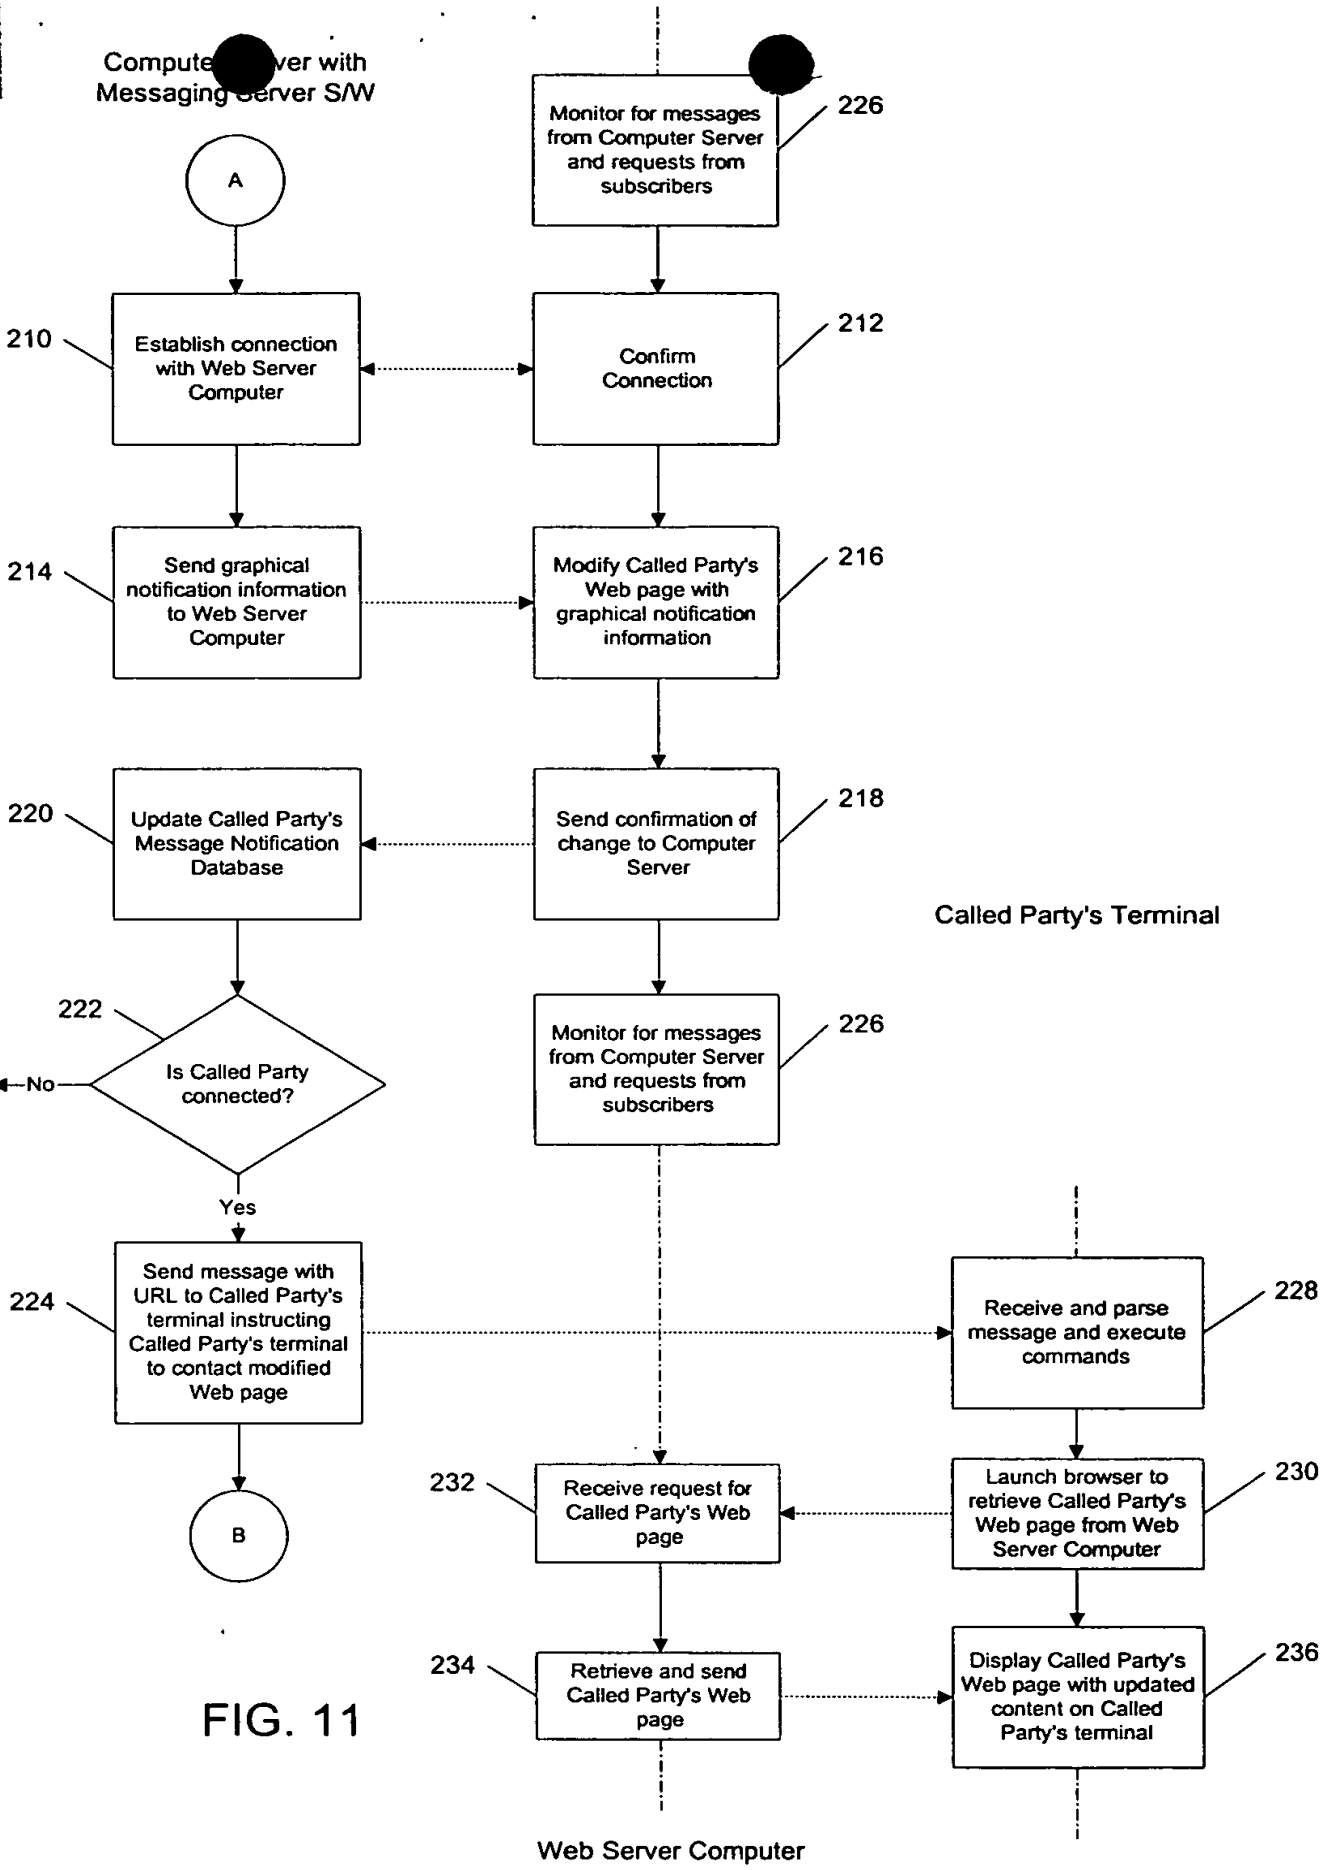 ver with
Messaging Server S/W
A
Monitor for messages
from Computer Server
and requests from
subscribers
226
210
Establish connection
with Web Server
Computer
Confirm
Connection
212
214
Send graphical
notification information
to Web Server
Computer
Modify Called Party's
Web page with
graphical notification
information
216
220
Update Called Party's
Message Notification
Database
Send confirmation of
change to Computer
Server
218
Called Party's Terminal
222
Is Called Party
connected?
No
Yes
Monitor for messages
from Computer Server
and requests from
subscribers
226
224
Send message with
URL to Called Party's
terminal instructing
Called Party's terminal
to contact modified
Web page
Receive and parse
message and execute
commands
228
B
232
Receive request for
Called Party's Web
page
Launch browser to
retrieve Called Party's
Web page from Web
Server Computer
230
234
Retrieve and send
Called Party's Web
page
Display Called Party's
Web page with updated
content on Called
Party's terminal
236
FIG. 11
Web Server Computer